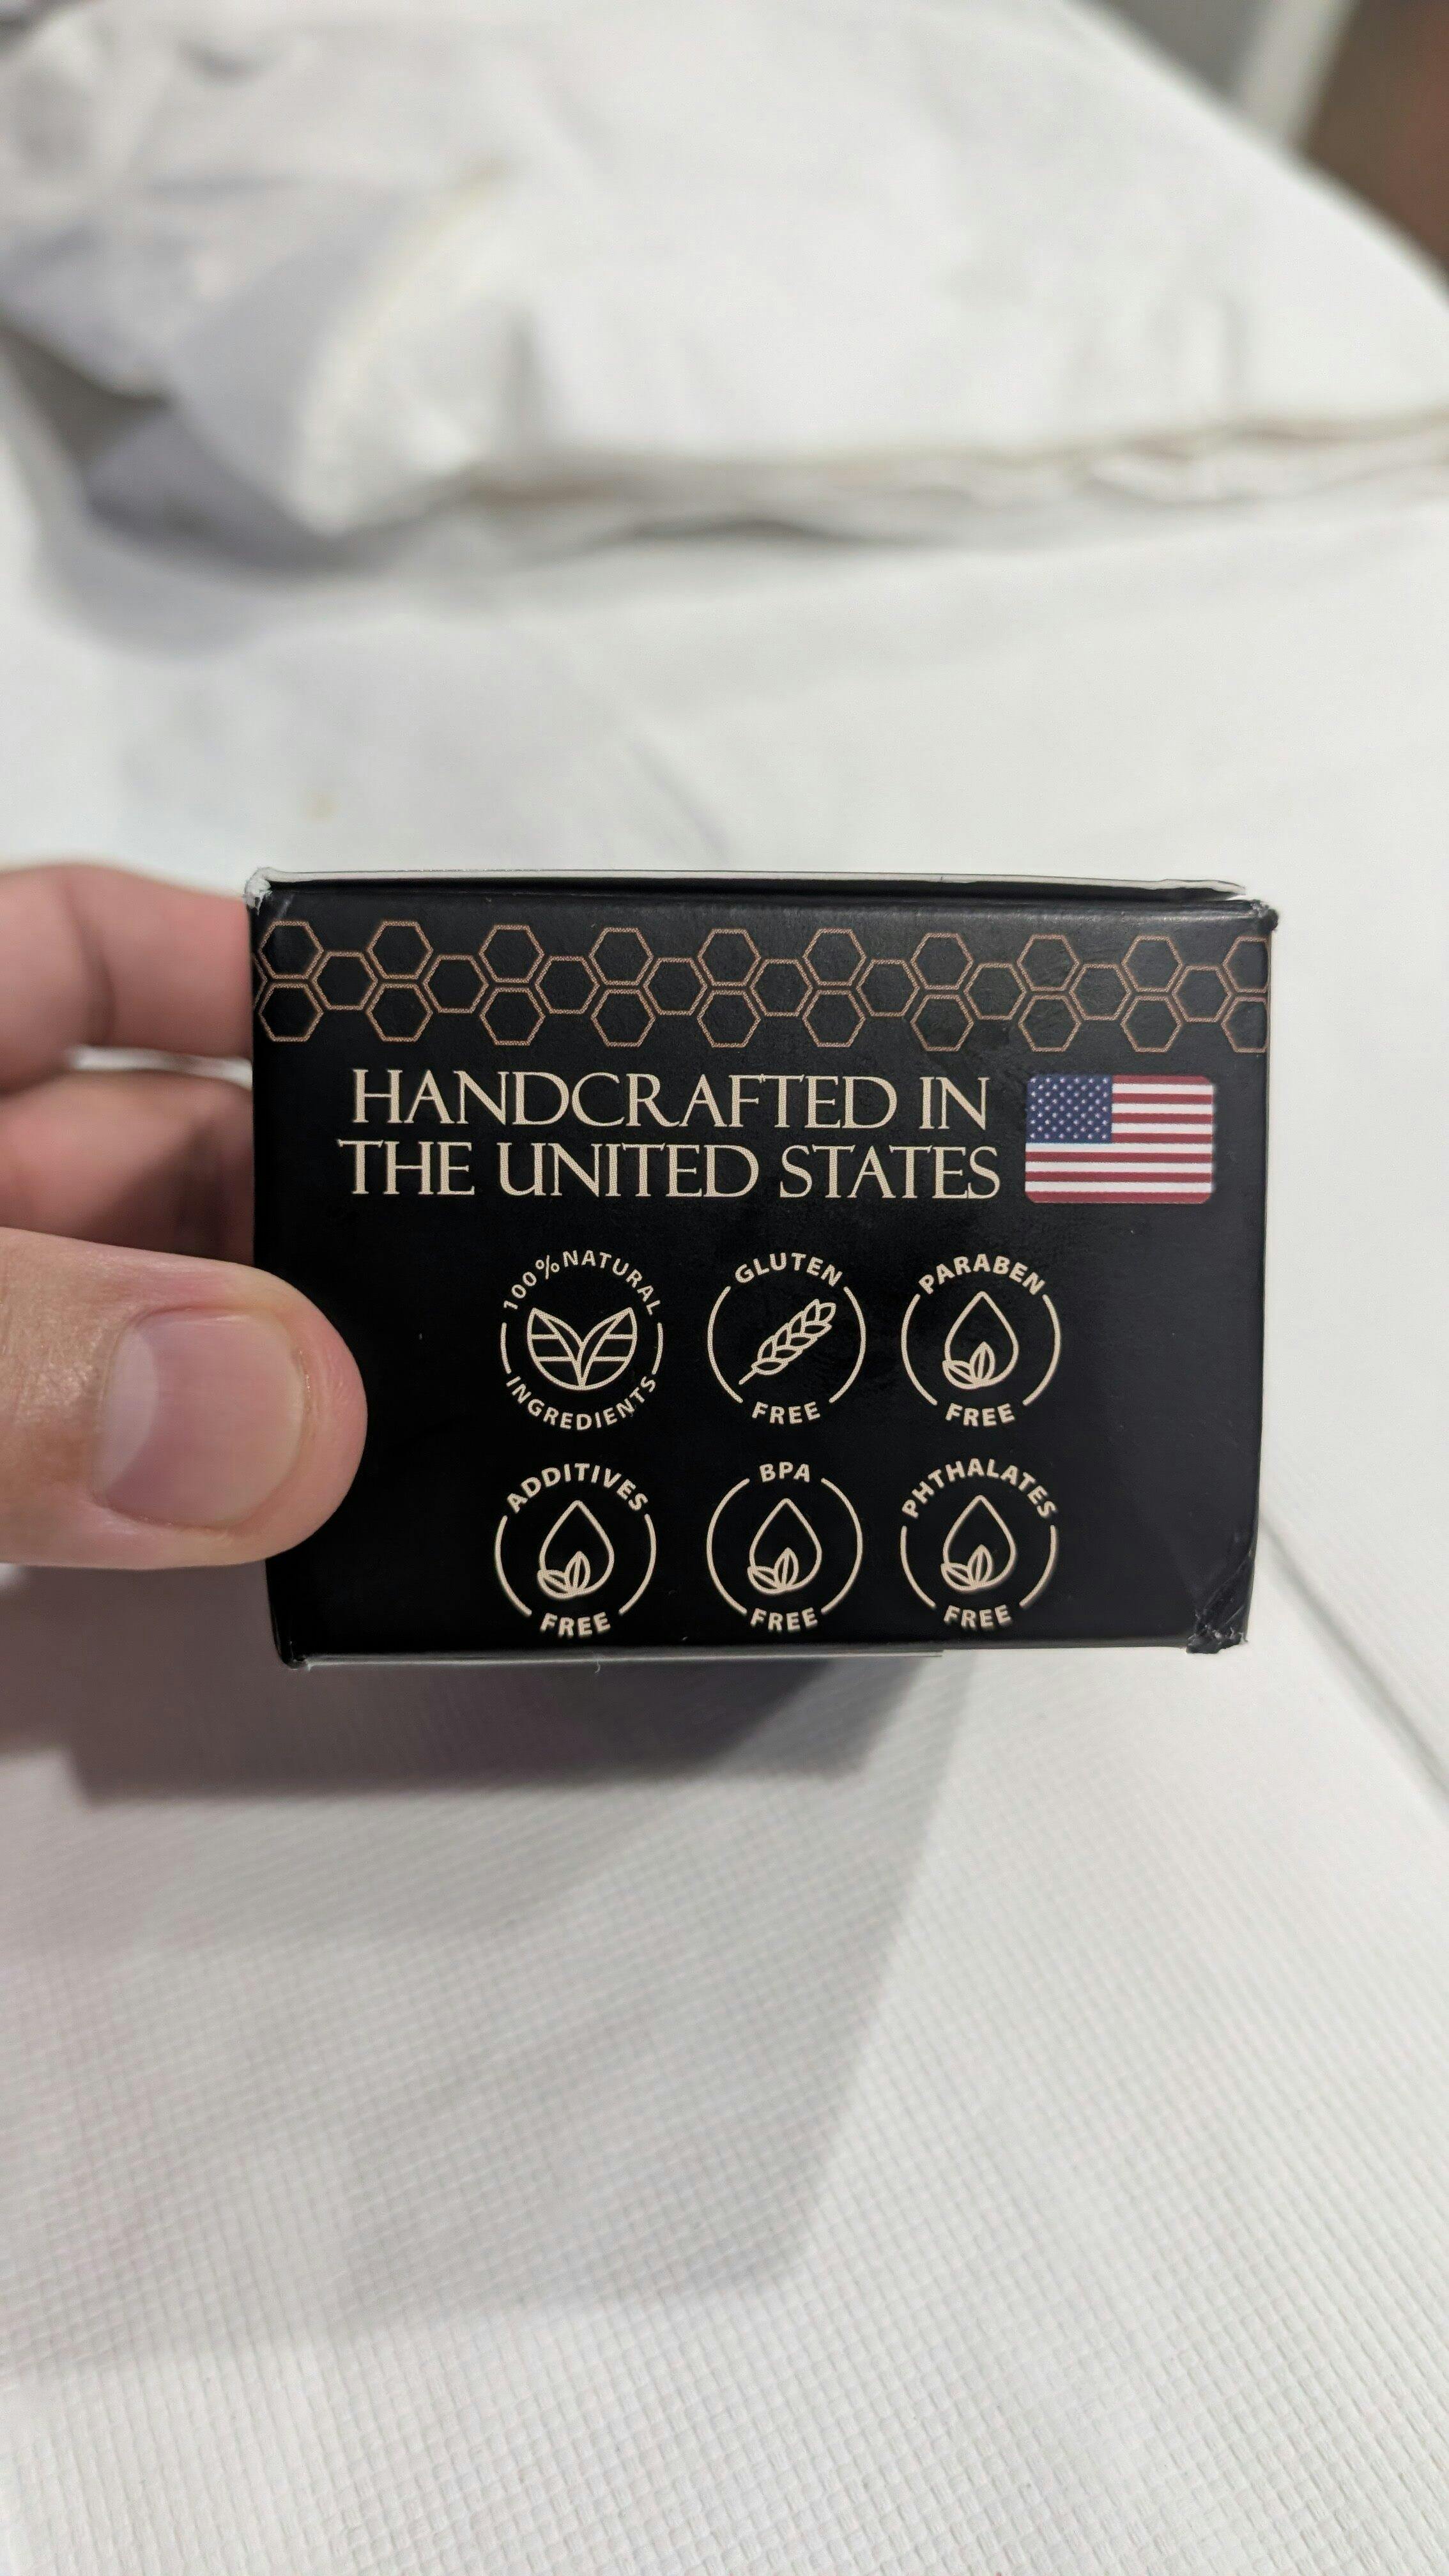 HANDCRAFTED IN
THE UNITED STATES
100% NATURAL
INGREDIENTS
GLUTEN
FREE
PARABEN
FREE
ADDITIVES
FREE
BPA
FREE
PHTHALATES
FREE